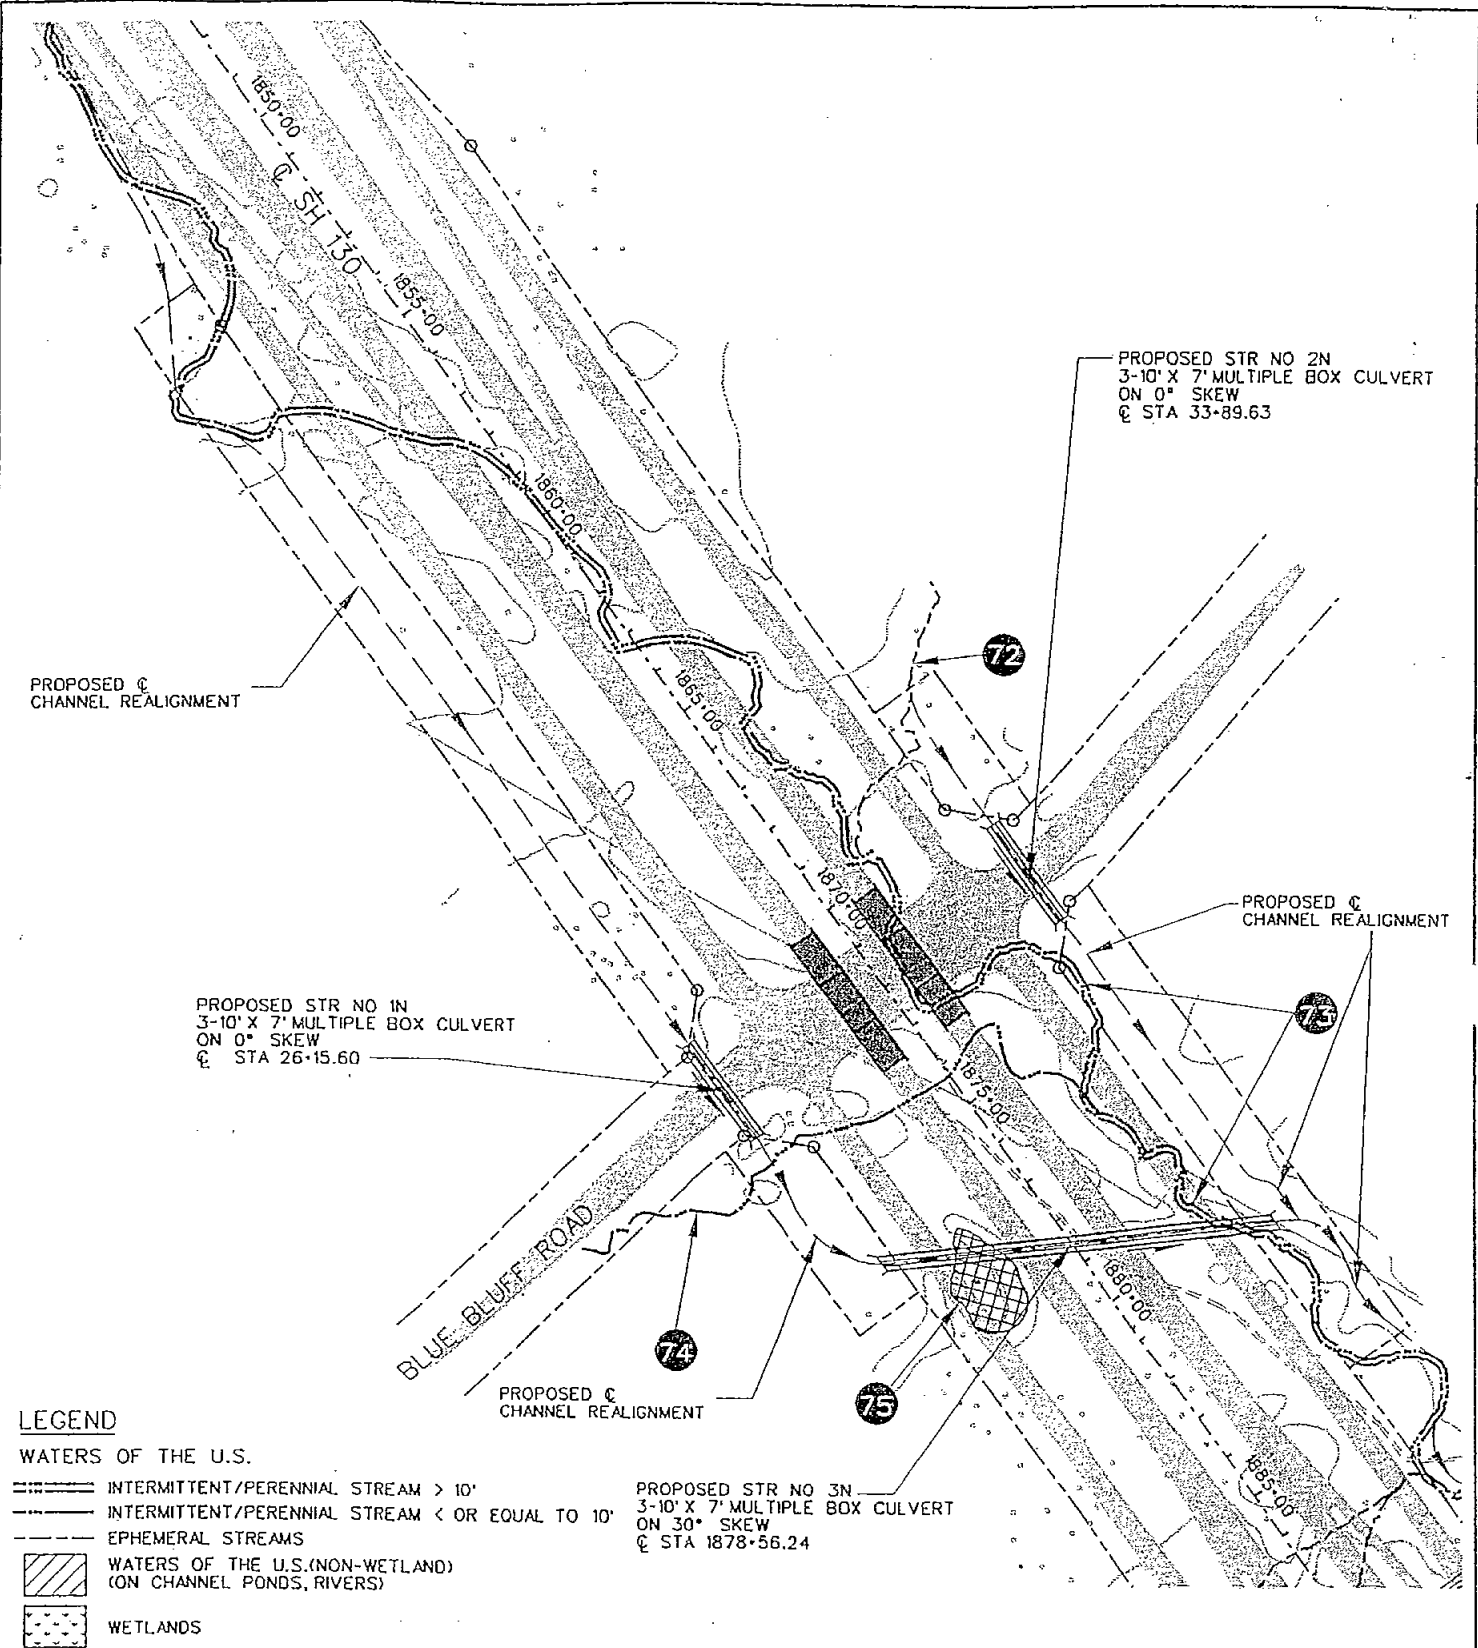 1850+00
℄ SH 130
1855+00
PROPOSED STR NO 2N
3-10' X 7' MULTIPLE BOX CULVERT
ON 0° SKEW
℄ STA 33+89.63
1860+00
72
PROPOSED ℄
CHANNEL REALIGNMENT
1865+00
1870+00
PROPOSED ℄
CHANNEL REALIGNMENT
PROPOSED STR NO 1N
3-10' X 7' MULTIPLE BOX CULVERT
ON 0° SKEW
℄ STA 26+15.60
73
1875+00
BLUE BLUFF ROAD
1880+00
74
75
PROPOSED ℄
CHANNEL REALIGNMENT
1885+00
PROPOSED STR NO 3N
3-10' X 7' MULTIPLE BOX CULVERT
ON 30° SKEW
℄ STA 1878+56.24
LEGEND
WATERS OF THE U.S.
INTERMITTENT/PERENNIAL STREAM > 10'
INTERMITTENT/PERENNIAL STREAM < OR EQUAL TO 10'
EPHEMERAL STREAMS
WATERS OF THE U.S.(NON-WETLAND)
(ON CHANNEL PONDS, RIVERS)
WETLANDS